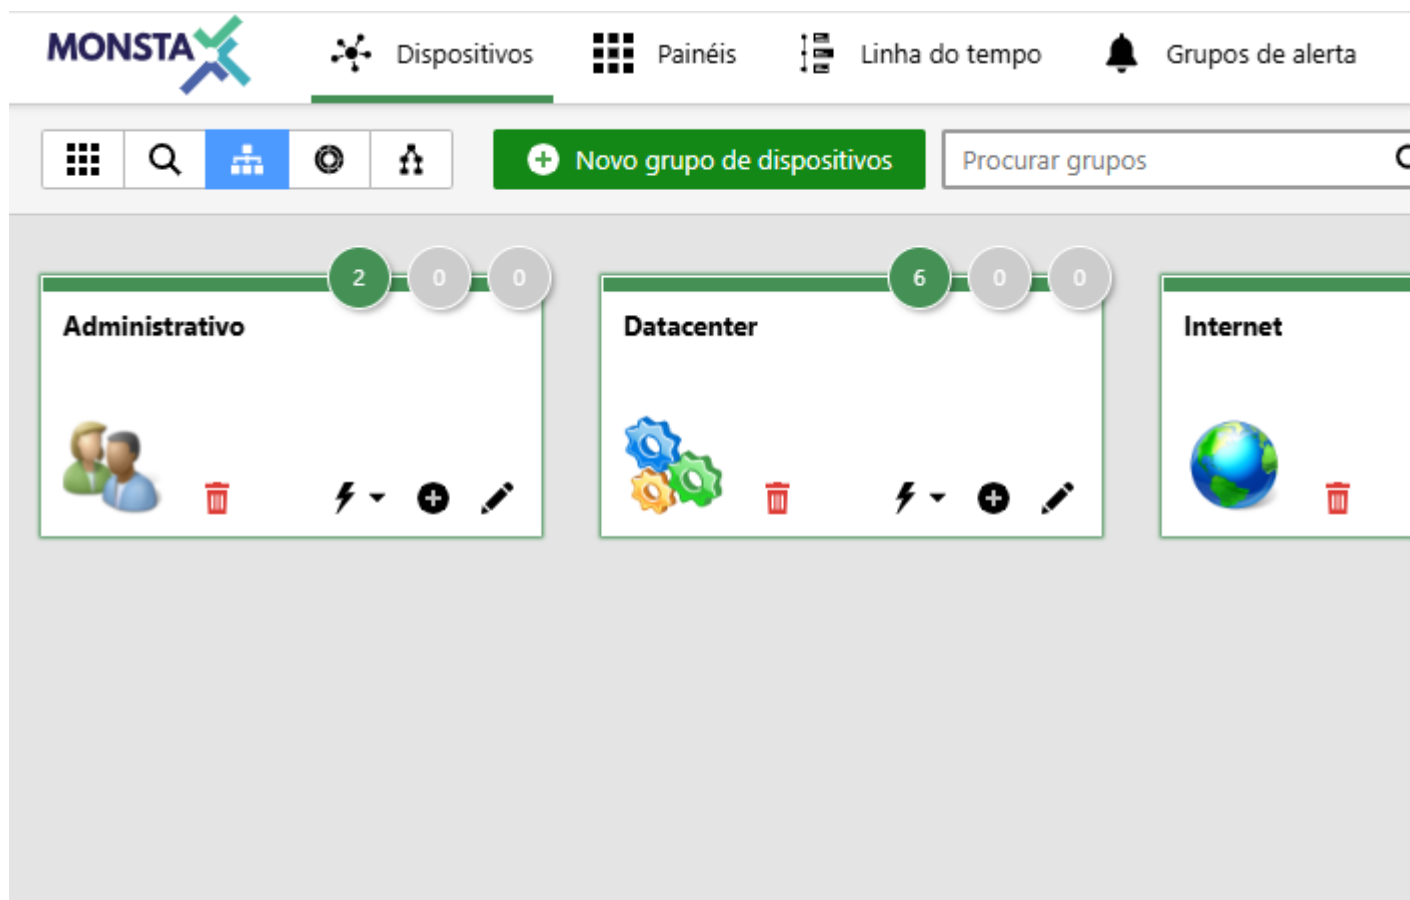 MONSTA
Dispositivos
Painéis
Linha do tempo
Grupos de alerta
Novo grupo de dispositivos
Procurar grupos
2 0 0
Administrativo
6 0 0
Datacenter
Internet